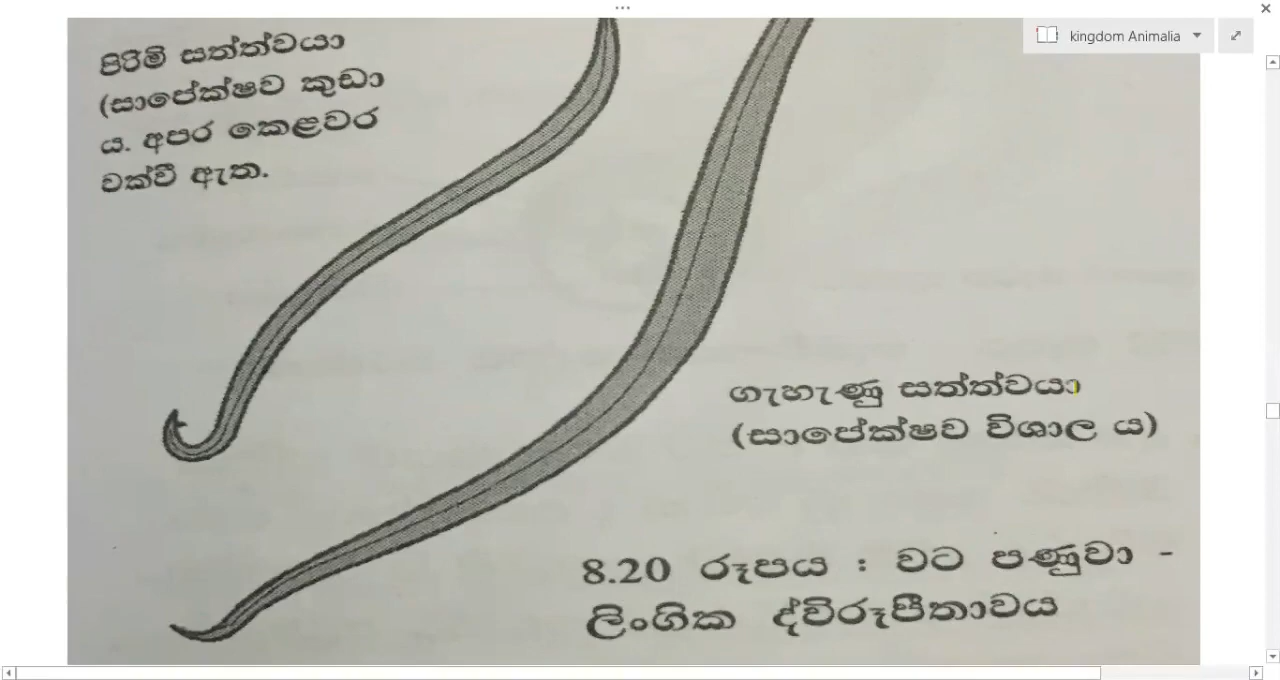 kingdom Animalia
පිරිමි සත්ත්වයා
(සාපේක්ෂව කුඩා
ය. අපර කෙළවර
වක්වී ඇත.
ගැහැණු සත්ත්වයා
(සාපේක්ෂව විශාල ය)
8.20 රූපය : වට පණුවා -
ලිංගික ද්විරූපීතාවය